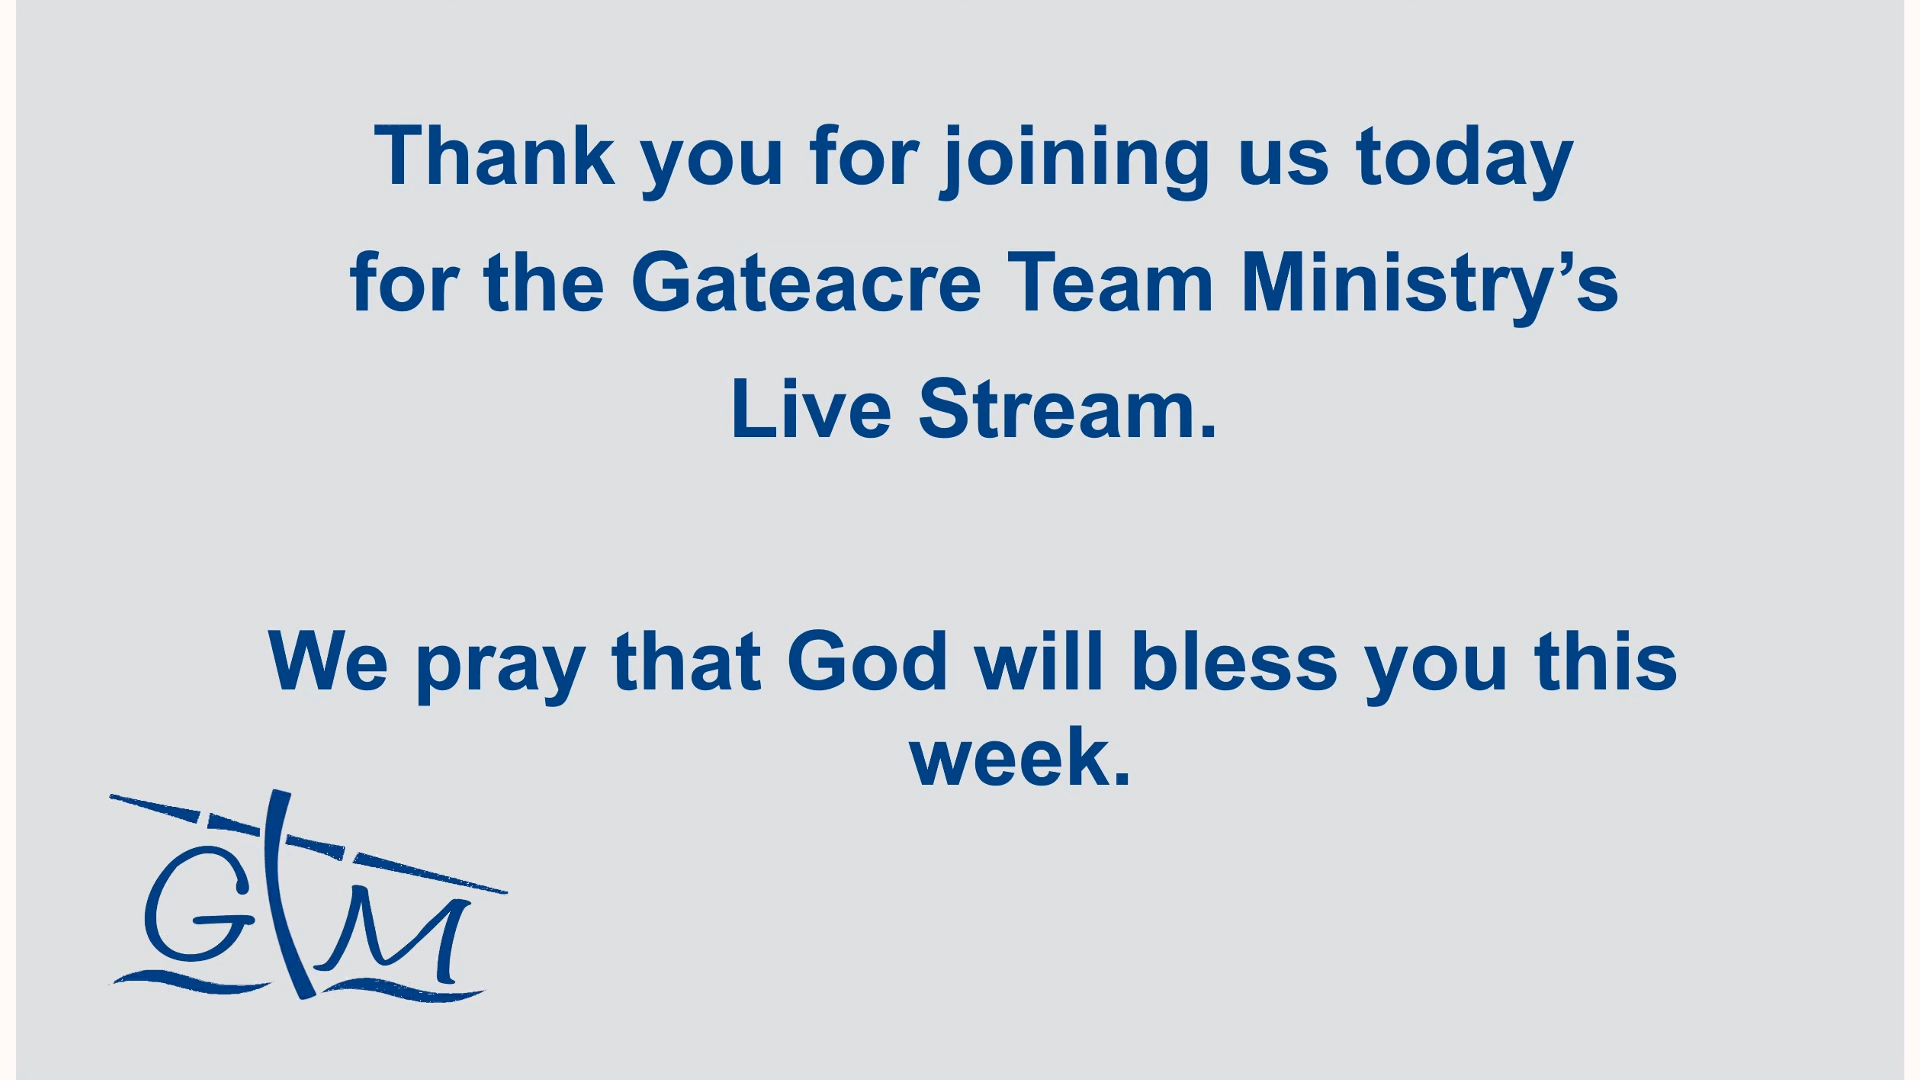 Thank you for joining us today
for the Gateacre Team Ministry’s
Live Stream.
We pray that God will bless you this
week.
GTM